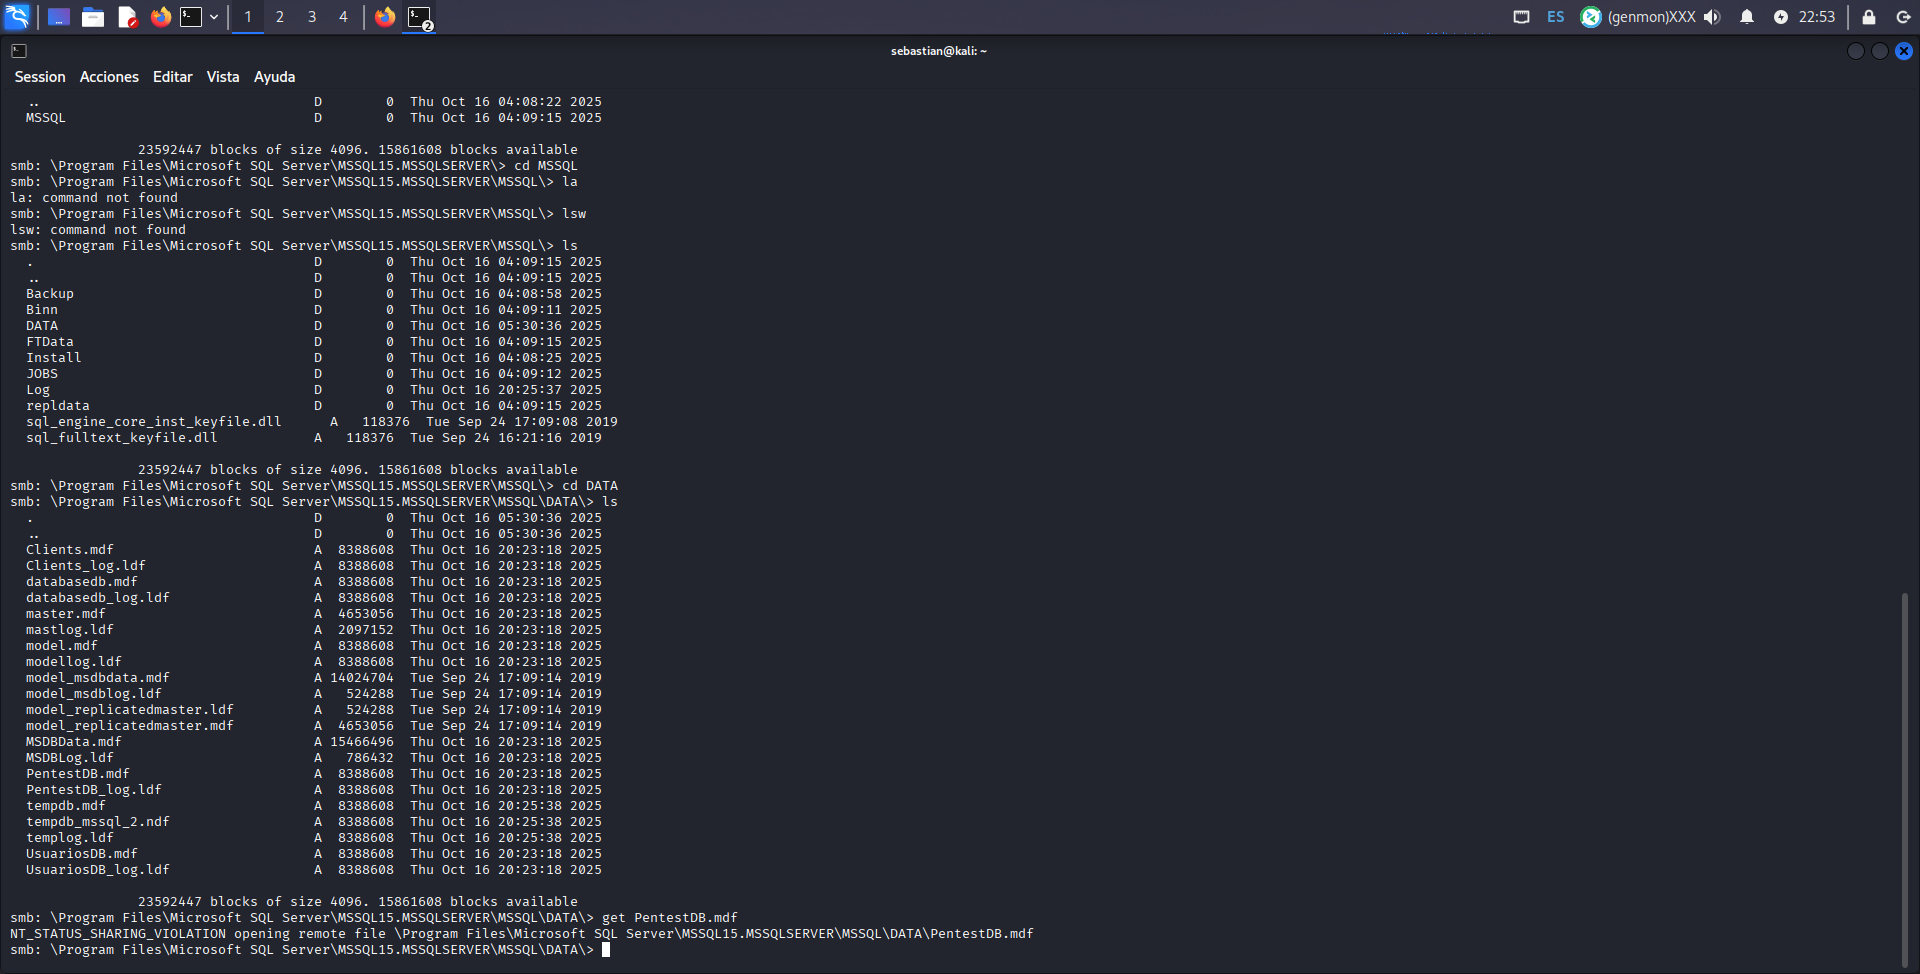 1 2 3 4 2 ES (genmon)XXX 22:53
sebastian@kali: ~
Session Acciones Editar Vista Ayuda
.. D 0 Thu Oct 16 04:08:22 2025
MSSQL D 0 Thu Oct 16 04:09:15 2025
23592447 blocks of size 4096. 15861608 blocks available
smb: \Program Files\Microsoft SQL Server\MSSQL15.MSSQLSERVER\> cd MSSQL
smb: \Program Files\Microsoft SQL Server\MSSQL15.MSSQLSERVER\MSSQL\> la
la: command not found
smb: \Program Files\Microsoft SQL Server\MSSQL15.MSSQLSERVER\MSSQL\> lsw
lsw: command not found
smb: \Program Files\Microsoft SQL Server\MSSQL15.MSSQLSERVER\MSSQL\> ls
. D 0 Thu Oct 16 04:09:15 2025
.. D 0 Thu Oct 16 04:09:15 2025
Backup D 0 Thu Oct 16 04:08:58 2025
Binn D 0 Thu Oct 16 04:09:11 2025
DATA D 0 Thu Oct 16 05:30:36 2025
FTData D 0 Thu Oct 16 04:09:15 2025
Install D 0 Thu Oct 16 04:08:25 2025
JOBS D 0 Thu Oct 16 04:09:12 2025
Log D 0 Thu Oct 16 20:25:37 2025
repldata D 0 Thu Oct 16 04:09:15 2025
sql_engine_core_inst_keyfile.dll A 118376 Tue Sep 24 17:09:08 2019
sql_fulltext_keyfile.dll A 118376 Tue Sep 24 16:21:16 2019
23592447 blocks of size 4096. 15861608 blocks available
smb: \Program Files\Microsoft SQL Server\MSSQL15.MSSQLSERVER\MSSQL\> cd DATA
smb: \Program Files\Microsoft SQL Server\MSSQL15.MSSQLSERVER\MSSQL\DATA\> ls
. D 0 Thu Oct 16 05:30:36 2025
.. D 0 Thu Oct 16 05:30:36 2025
Clients.mdf A 8388608 Thu Oct 16 20:23:18 2025
Clients_log.ldf A 8388608 Thu Oct 16 20:23:18 2025
databasedb.mdf A 8388608 Thu Oct 16 20:23:18 2025
databasedb_log.ldf A 8388608 Thu Oct 16 20:23:18 2025
master.mdf A 4653056 Thu Oct 16 20:23:18 2025
mastlog.ldf A 2097152 Thu Oct 16 20:23:18 2025
model.mdf A 8388608 Thu Oct 16 20:23:18 2025
modellog.ldf A 8388608 Thu Oct 16 20:23:18 2025
model_msdbdata.mdf A 14024704 Tue Sep 24 17:09:14 2019
model_msdblog.ldf A 524288 Tue Sep 24 17:09:14 2019
model_replicatedmaster.ldf A 524288 Tue Sep 24 17:09:14 2019
model_replicatedmaster.mdf A 4653056 Tue Sep 24 17:09:14 2019
MSDBData.mdf A 15466496 Thu Oct 16 20:23:18 2025
MSDBLog.ldf A 786432 Thu Oct 16 20:23:18 2025
PentestDB.mdf A 8388608 Thu Oct 16 20:23:18 2025
PentestDB_log.ldf A 8388608 Thu Oct 16 20:23:18 2025
tempdb.mdf A 8388608 Thu Oct 16 20:25:38 2025
tempdb_mssql_2.ndf A 8388608 Thu Oct 16 20:25:38 2025
templog.ldf A 8388608 Thu Oct 16 20:25:38 2025
UsuariosDB.mdf A 8388608 Thu Oct 16 20:23:18 2025
UsuariosDB_log.ldf A 8388608 Thu Oct 16 20:23:18 2025
23592447 blocks of size 4096. 15861608 blocks available
smb: \Program Files\Microsoft SQL Server\MSSQL15.MSSQLSERVER\MSSQL\DATA\> get PentestDB.mdf
NT_STATUS_SHARING_VIOLATION opening remote file \Program Files\Microsoft SQL Server\MSSQL15.MSSQLSERVER\MSSQL\DATA\PentestDB.mdf
smb: \Program Files\Microsoft SQL Server\MSSQL15.MSSQLSERVER\MSSQL\DATA\>